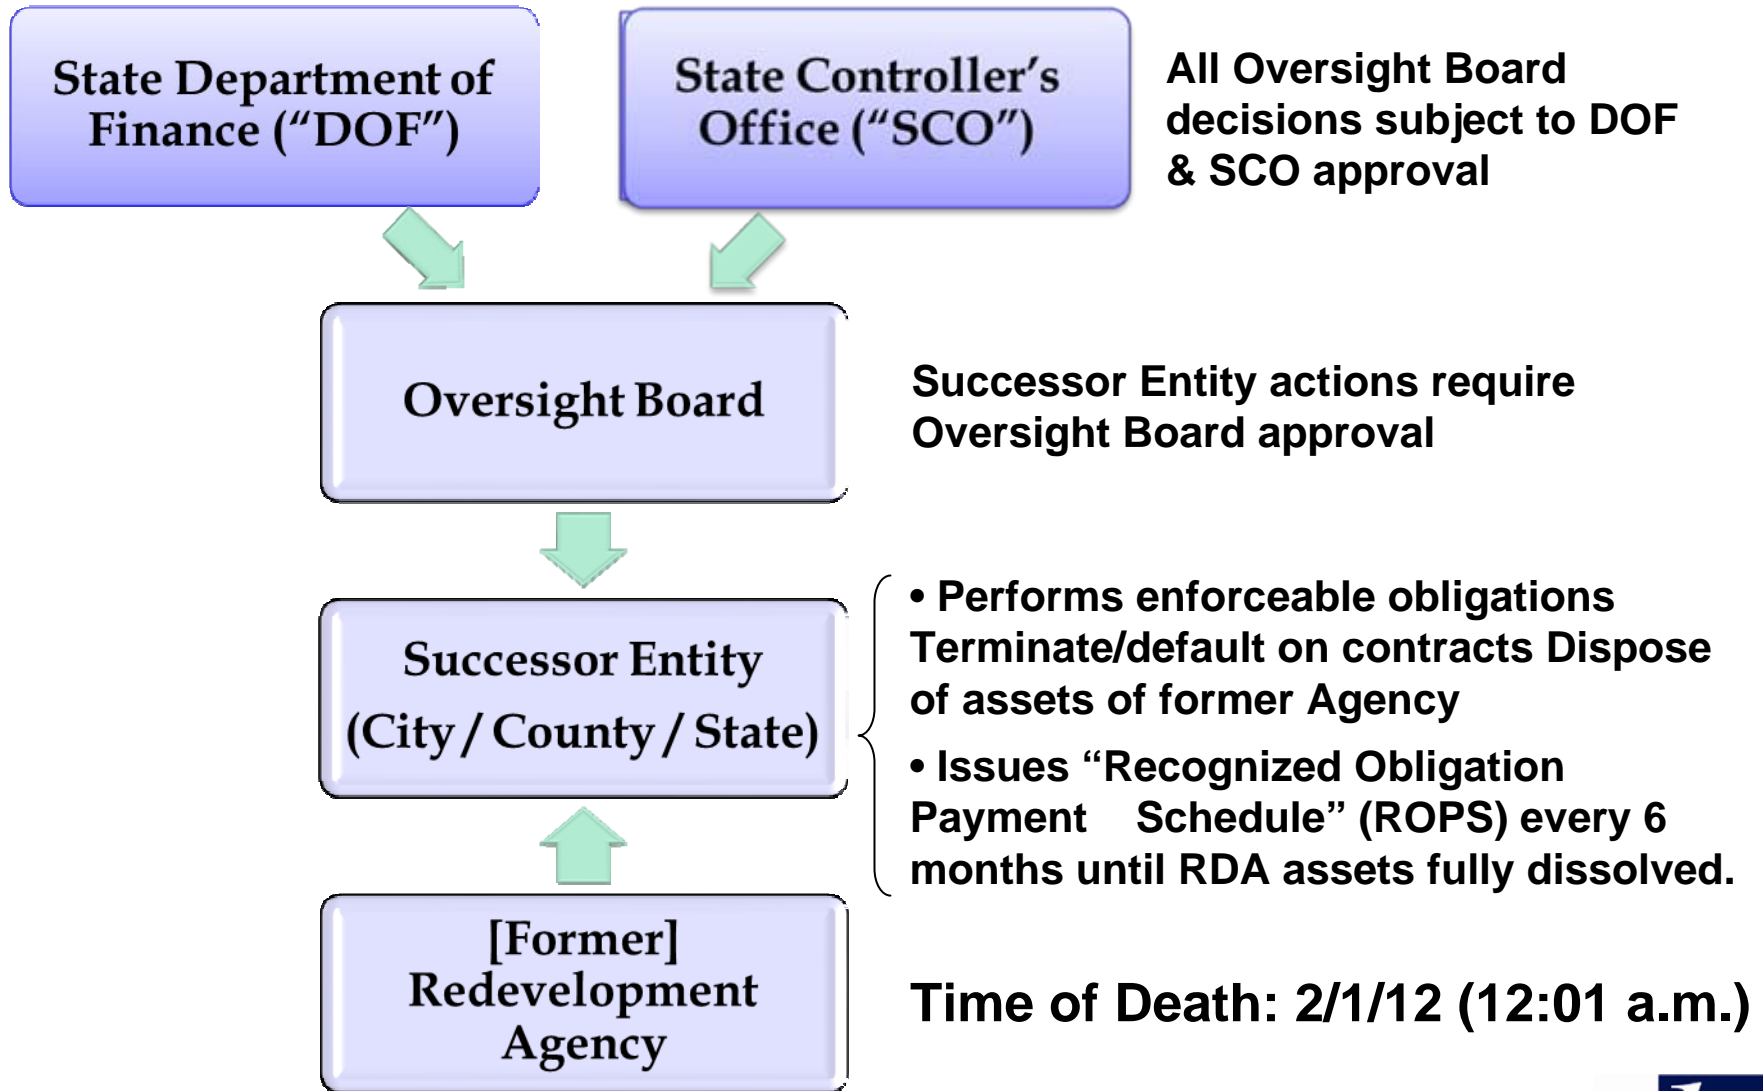 State Department of
Finance (“DOF”)
State Controller’s
Office (“SCO”)
All Oversight Board
decisions subject to DOF
& SCO approval
Oversight Board
Successor Entity actions require
Oversight Board approval
Successor Entity
(City / County / State)
• Performs enforceable obligations
Terminate/default on contracts Dispose
of assets of former Agency
• Issues “Recognized Obligation
Payment Schedule” (ROPS) every 6
months until RDA assets fully dissolved.
[Former]
Redevelopment
Agency
Time of Death: 2/1/12 (12:01 a.m.)